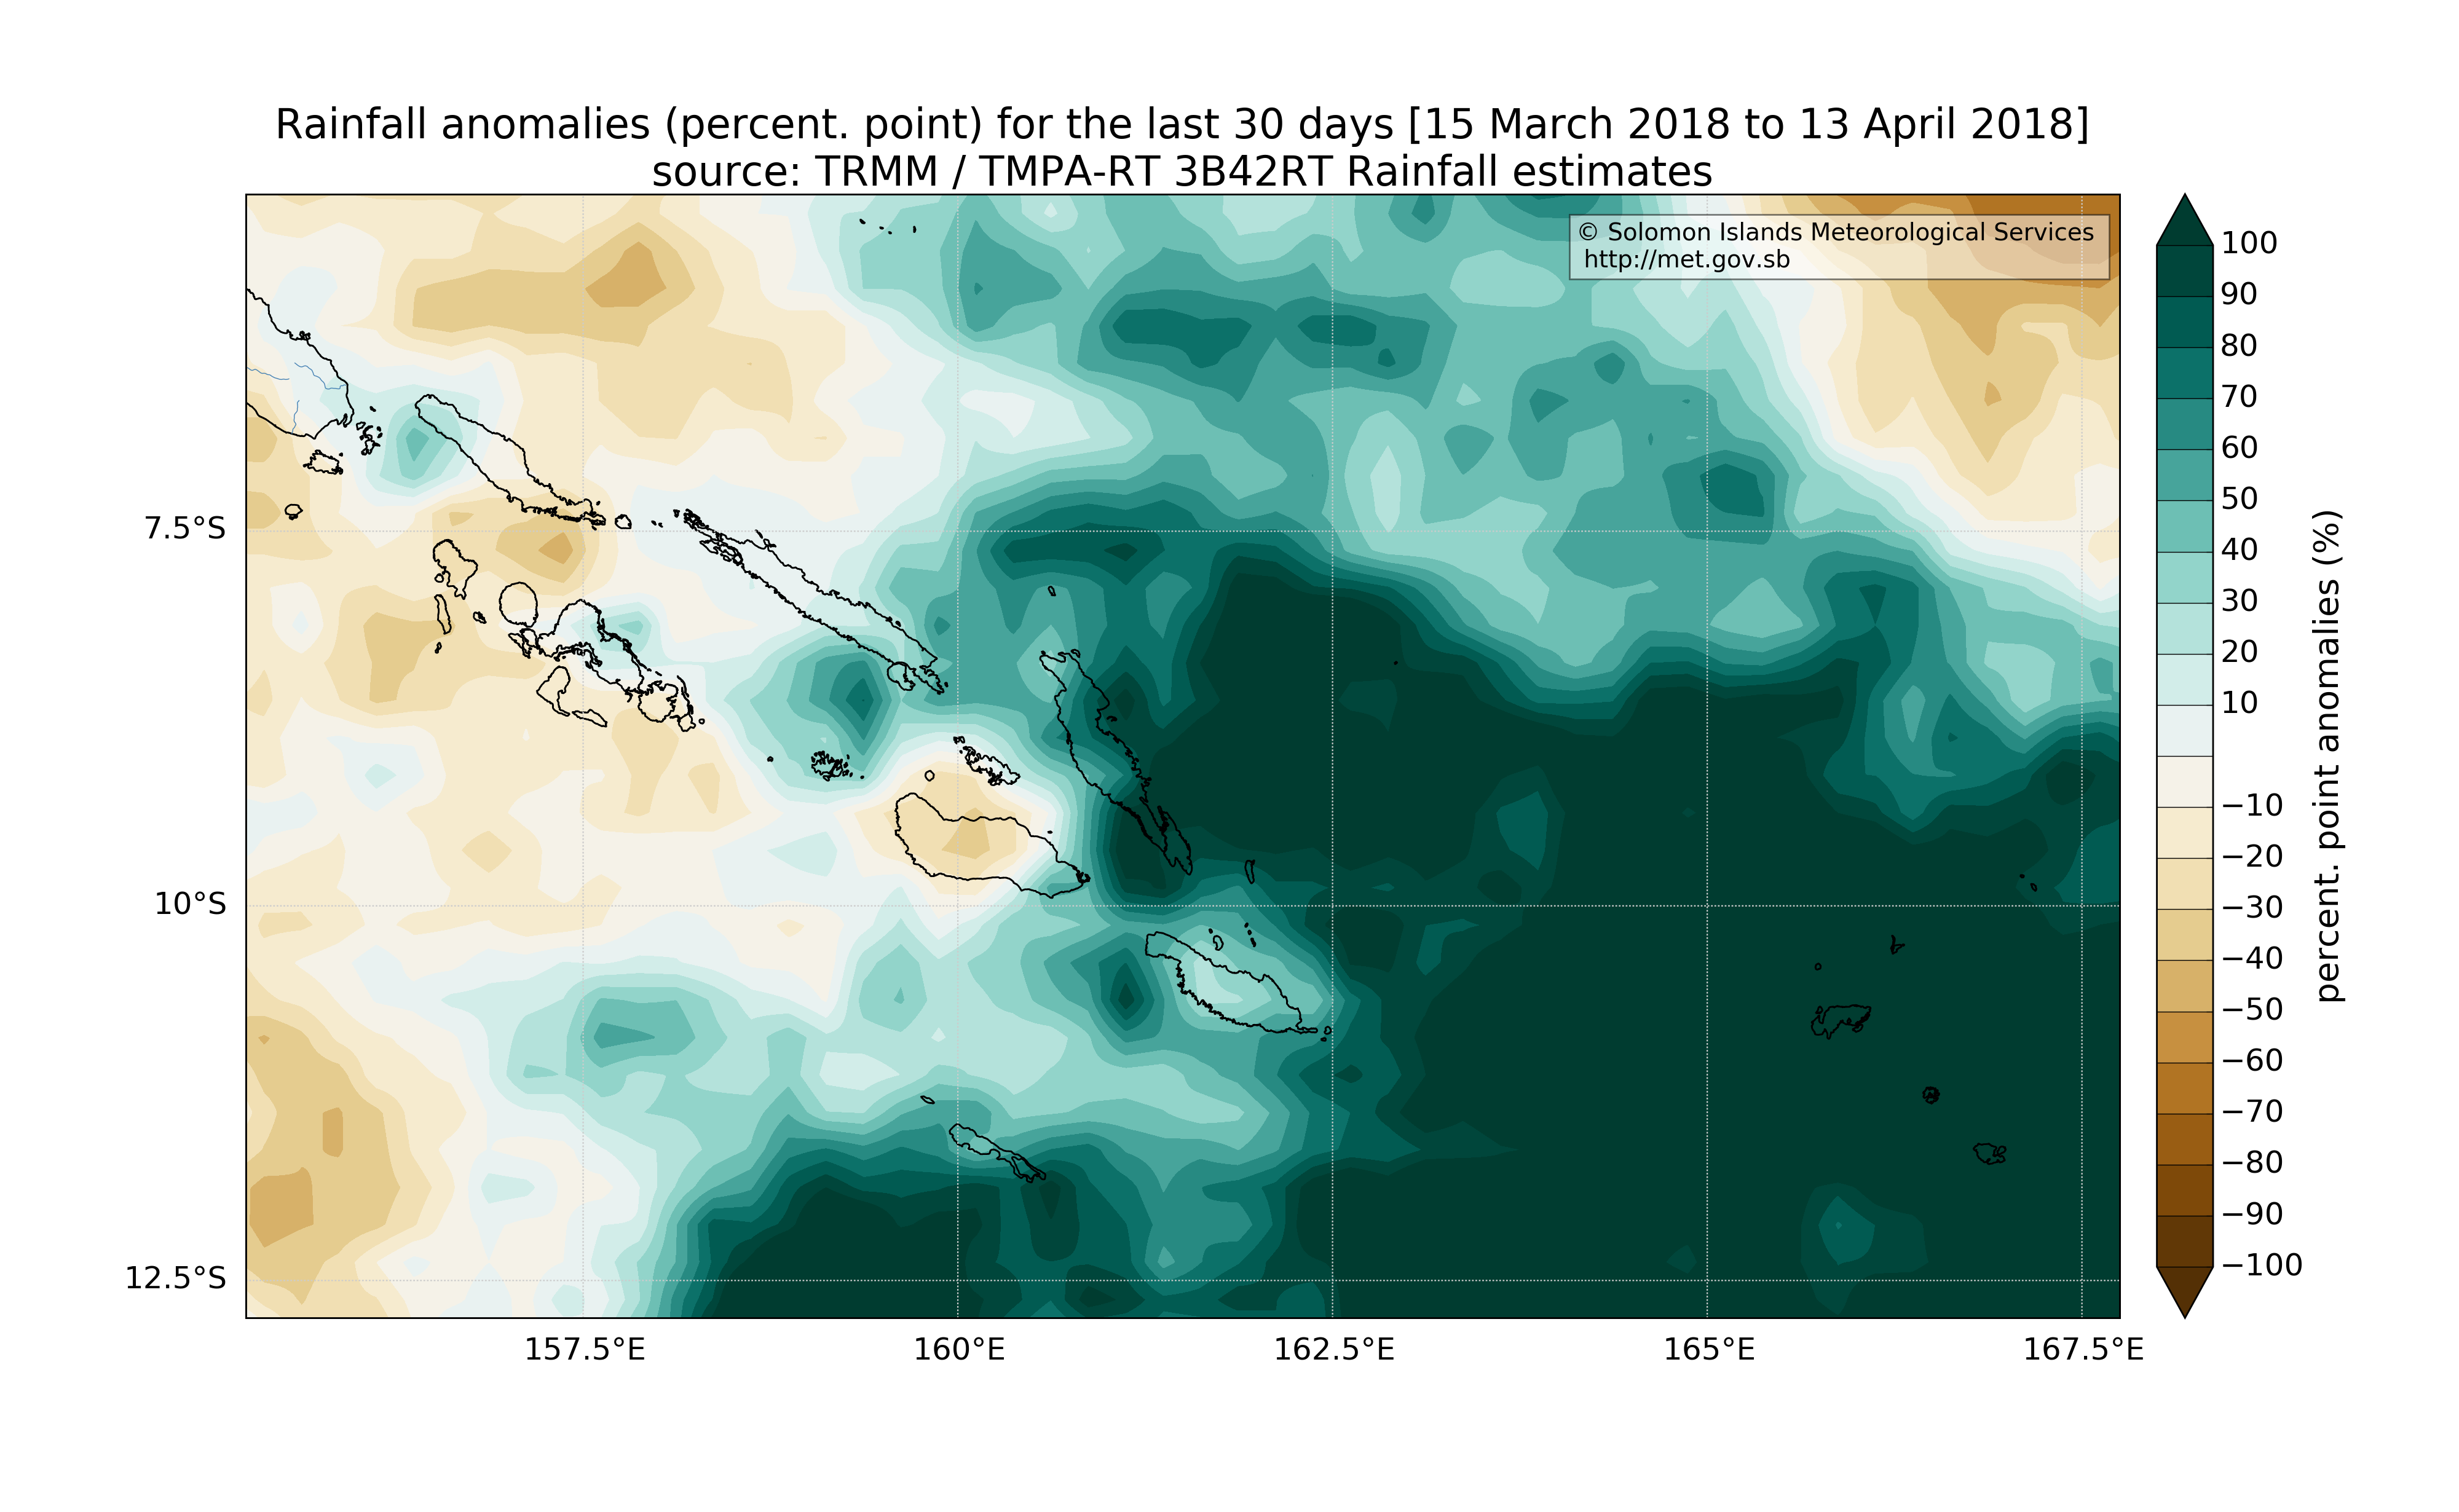 Rainfall anomalies (percent. point) for the last 30 days [15 March 2018 to 13 April 2018]
source: TRMM / TMPA-RT 3B42RT Rainfall estimates
© Solomon Islands Meteorological Services
http://met.gov.sb
7.5°S
10°S
12.5°S
157.5°E
160°E
162.5°E
165°E
167.5°E
100
90
80
70
60
50
40
30
20
10
−10
−20
−30
−40
−50
−60
−70
−80
−90
−100
percent. point anomalies (%)